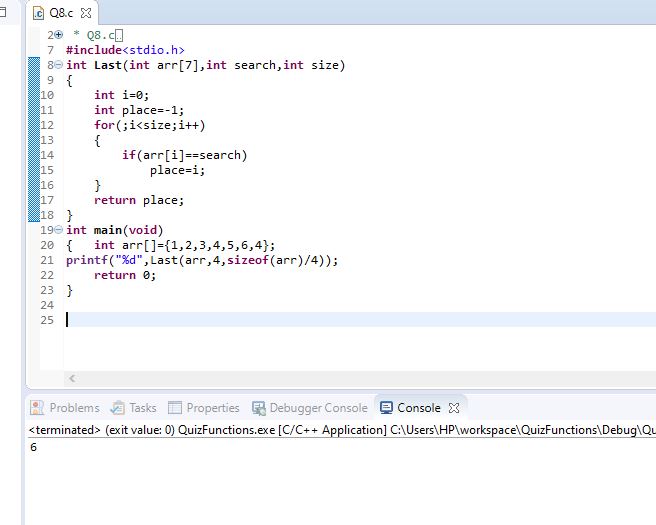 Q8.c
2 * Q8.c
7 #include<stdio.h>
8 int Last(int arr[7],int search,int size)
9 {
10     int i=0;
11     int place=-1;
12     for(;i<size;i++)
13     {
14         if(arr[i]==search)
15             place=i;
16     }
17     return place;
18 }
19 int main(void)
20 {   int arr[]={1,2,3,4,5,6,4};
21 printf("%d",Last(arr,4,sizeof(arr)/4));
22     return 0;
23 }
24
25
Problems Tasks Properties Debugger Console Console
<terminated> (exit value: 0) QuizFunctions.exe [C/C++ Application] C:\Users\HP\workspace\QuizFunctions\Debug\Qu
6